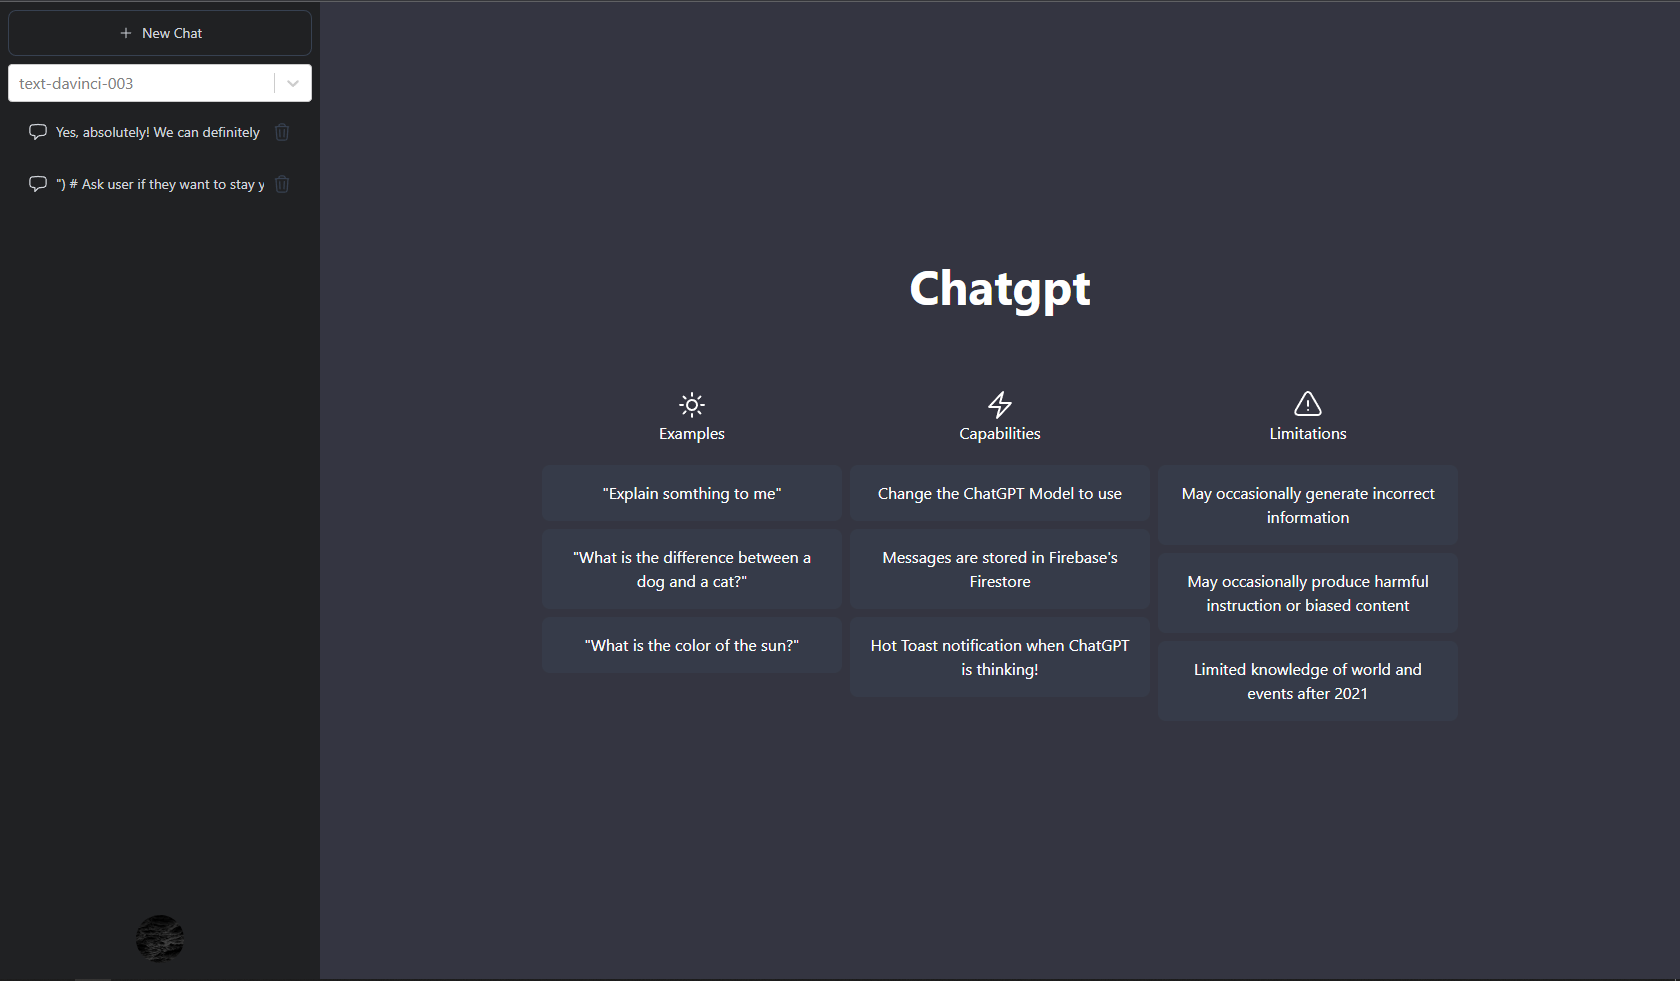 New Chat
text-davinci-003
Yes, absolutely! We can definitely
") # Ask user if they want to stay y
Chatgpt
Examples
"Explain somthing to me"
"What is the difference between a
dog and a cat?"
"What is the color of the sun?"
Capabilities
Change the ChatGPT Model to use
Messages are stored in Firebase's
Firestore
Hot Toast notification when ChatGPT
is thinking!
Limitations
May occasionally generate incorrect
information
May occasionally produce harmful
instruction or biased content
Limited knowledge of world and
events after 2021